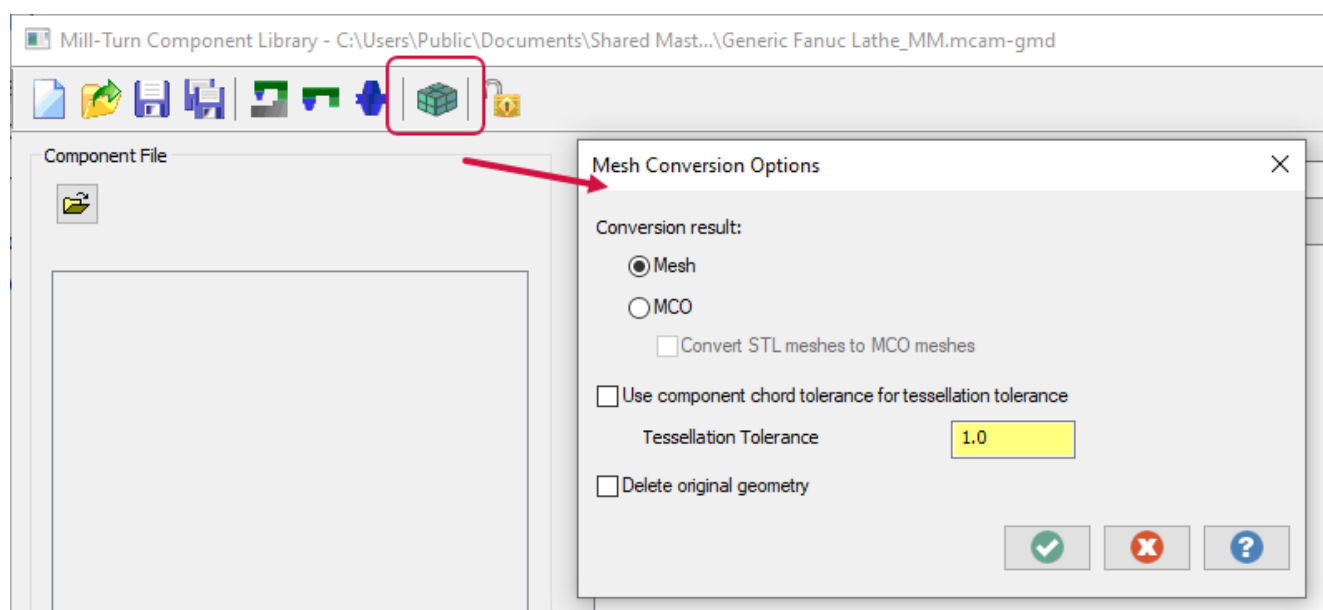 Mill-Turn Component Library - C:\Users\Public\Documents\Shared Mast...\Generic Fanuc Lathe_MM.mcam-gmd
Component File
Mesh Conversion Options
Conversion result:
Mesh
MCO
Convert STL meshes to MCO meshes
Use component chord tolerance for tessellation tolerance
Tessellation Tolerance 1.0
Delete original geometry